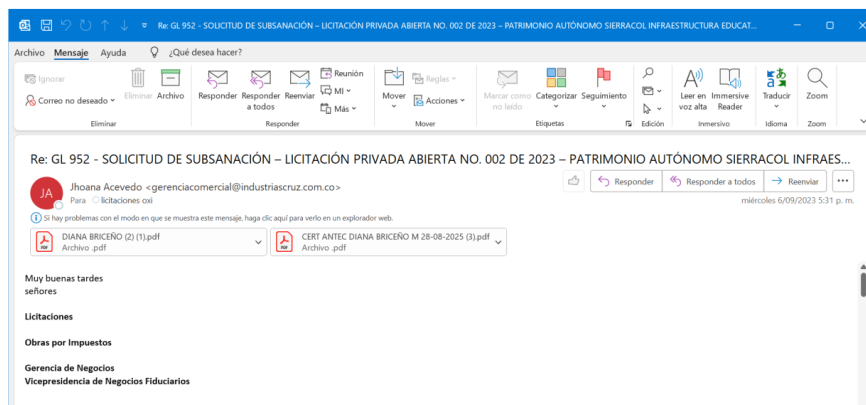 Re: GL 952 - SOLICITUD DE SUBSANACIÓN – LICITACIÓN PRIVADA ABIERTA NO. 002 DE 2023 – PATRIMONIO AUTÓNOMO SIERRACOL INFRAESTRUCTURA EDUCAT...
Archivo Mensaje Ayuda ¿Qué desea hacer?
Ignorar
Correo no deseado
Eliminar Archivo
Responder Responder a todos Reenviar
Reunión
MI
Más
Mover
Reglas
Acciones
Marcar como no leído
Categorizar Seguimiento
Leer en voz alta
Immersive Reader
Traducir
Zoom
Eliminar Responder Mover Etiquetas Edición Inmersivo Idioma Zoom
Re: GL 952 - SOLICITUD DE SUBSANACIÓN – LICITACIÓN PRIVADA ABIERTA NO. 002 DE 2023 – PATRIMONIO AUTÓNOMO SIERRACOL INFRAES...
JA
Jhoana Acevedo <gerenciacomercial@industriascruz.com.co>
Para licitaciones oxi
Responder Responder a todos Reenviar ...
miércoles 6/09/2023 5:31 p. m.
Si hay problemas con el modo en que se muestra este mensaje, haga clic aquí para verlo en un explorador web.
PDF
DIANA BRICEÑO (2) (1).pdf
Archivo .pdf
PDF
CERT ANTEC DIANA BRICEÑO M 28-08-2025 (3).pdf
Archivo .pdf
Muy buenas tardes
señores
Licitaciones
Obras por Impuestos
Gerencia de Negocios
Vicepresidencia de Negocios Fiduciarios